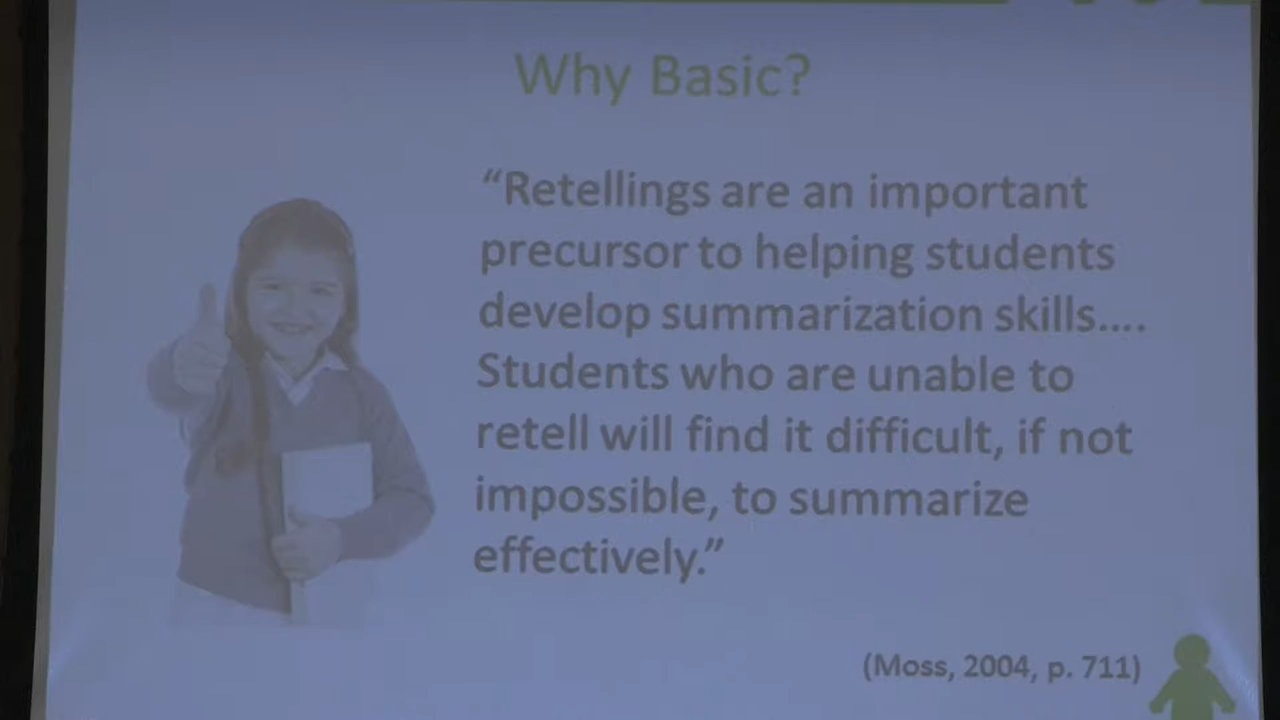 Why Basic?
“Retellings are an important
precursor to helping students
develop summarization skills....
Students who are unable to
retell will find it difficult, if not
impossible, to summarize
effectively.”
(Moss, 2004, p. 711)